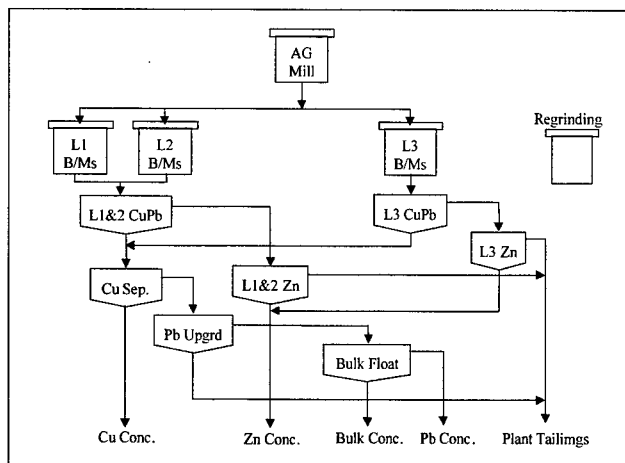 AG
Mill
Regrinding
L1
B/Ms
L2
B/Ms
L3
B/Ms
L1&2 CuPb
L3 CuPb
L3 Zn
Cu Sep.
L1&2 Zn
Pb Upgrd
Bulk Float
Cu Conc.
Zn Conc.
Bulk Conc.
Pb Conc.
Plant Tailimgs